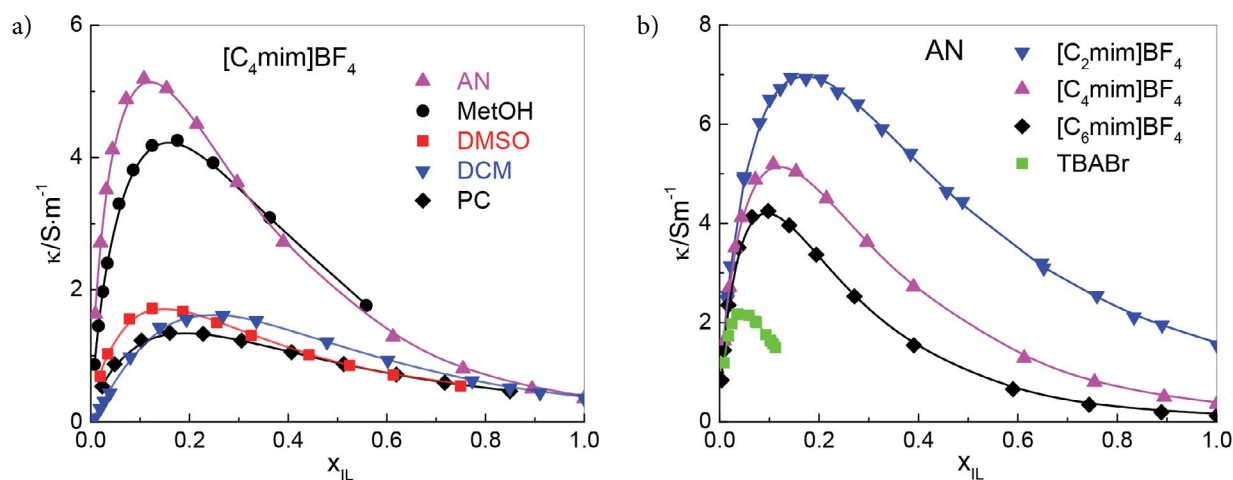 a)
[C₄mim]BF₄
AN
MetOH
DMSO
DCM
PC
κ/S·m⁻¹
6
4
2
0
0.0 0.2 0.4 0.6 0.8 1.0
x_IL
b)
AN
[C₂mim]BF₄
[C₄mim]BF₄
[C₆mim]BF₄
TBABr
κ/Sm⁻¹
8
6
4
2
0
0.0 0.2 0.4 0.6 0.8 1.0
x_IL